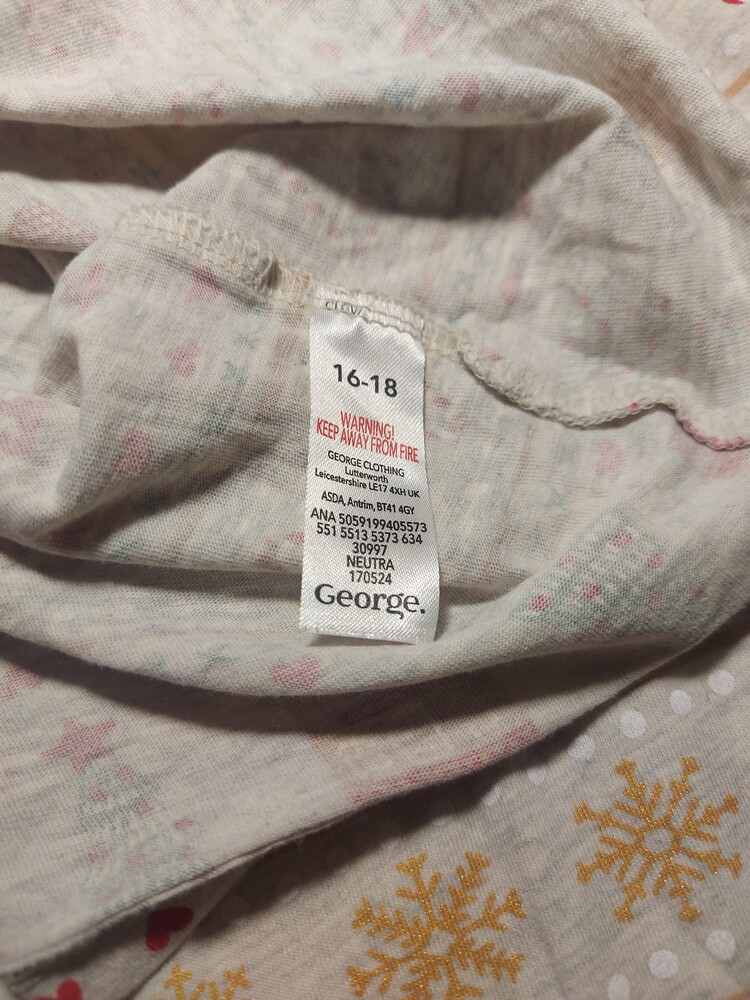 16-18
WARNING!
KEEP AWAY FROM FIRE
GEORGE CLOTHING
Lutterworth
Leicestershire LE17 4XH UK
ASDA, Antrim, BT41 4GY
ANA 5059199405573
551 5513 5373 634
30997
NEUTRA
170524
George.